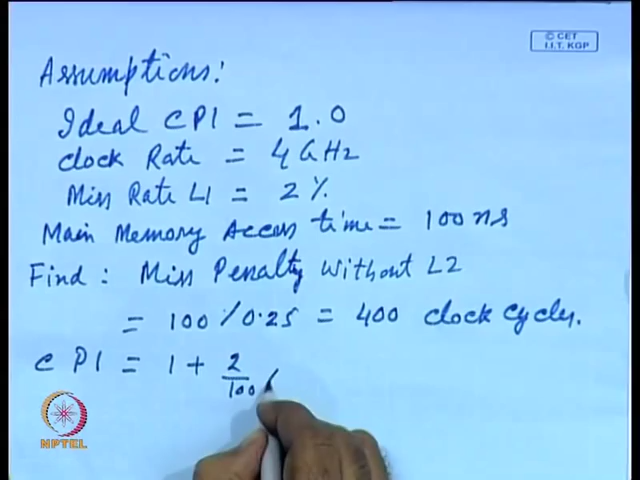 © CET
I.I.T. KGP
Assumptions:
Ideal CPI = 1.0
Clock Rate = 4 GHz
Miss Rate L1 = 2%
Main Memory Access time = 100 ns
Find: Miss Penalty without L2
= 100/0.25 = 400 clock cycles.
CPI = 1 + 2/100
NPTEL